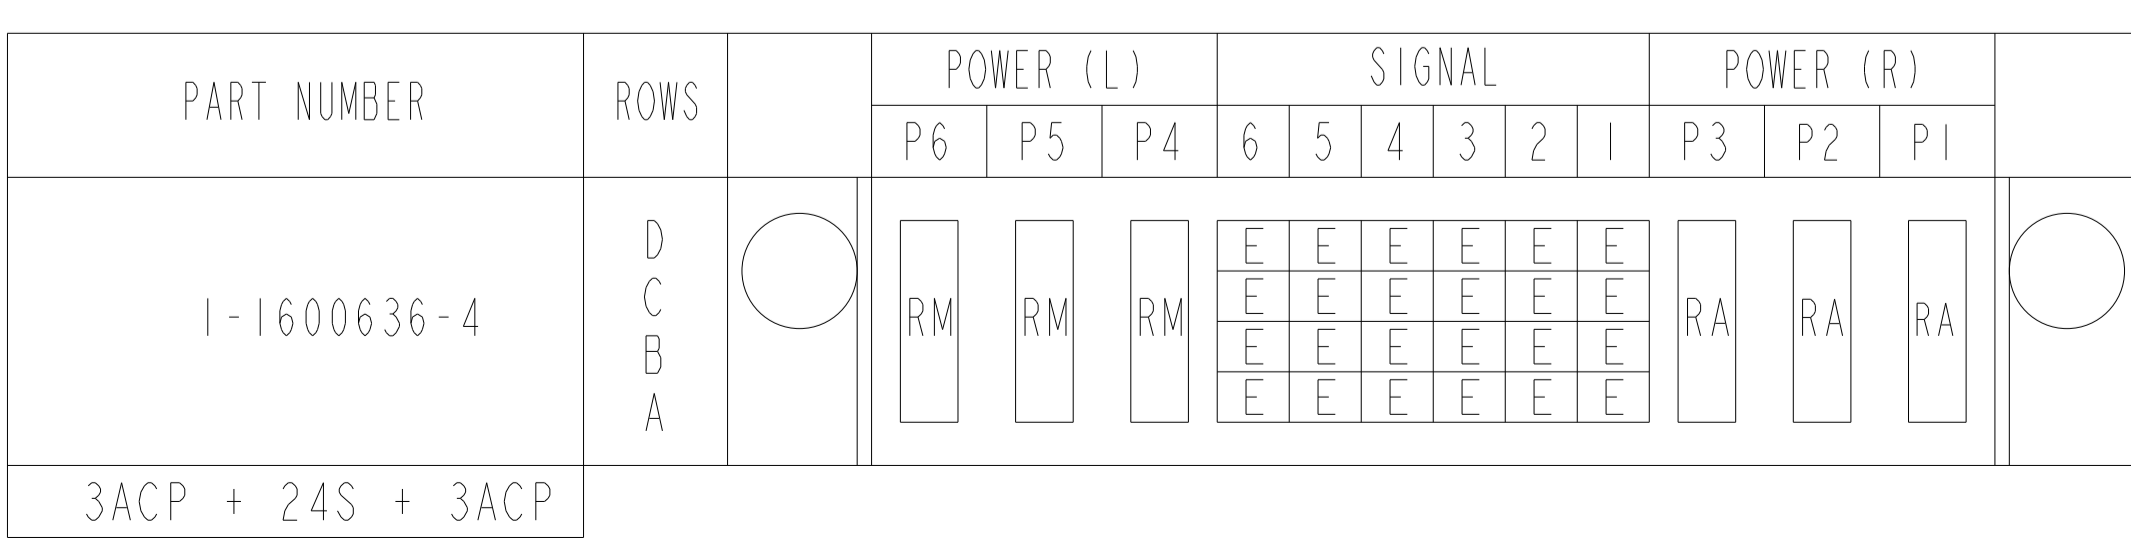 POWER (L) SIGNAL POWER (R)
PART NUMBER ROWS
P6 P5 P4 6 5 4 3 2 1 P3 P2 P1
D E E E E E E
C E E E E E E
1-1600636-4 RM RM RM RA RA RA
B E E E E E E
A E E E E E E
3ACP + 24S + 3ACP